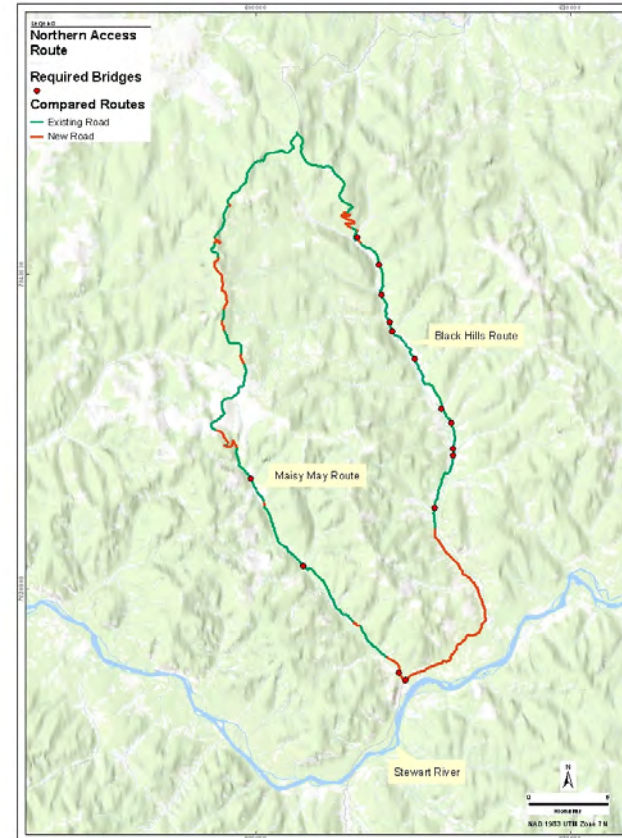 LEGEND
Northern Access
Route
Required Bridges
Compared Routes
Existing Road
New Road
Black Hills Route
Maisy May Route
Stewart River
N
NAD 1983 UTM Zone 7N